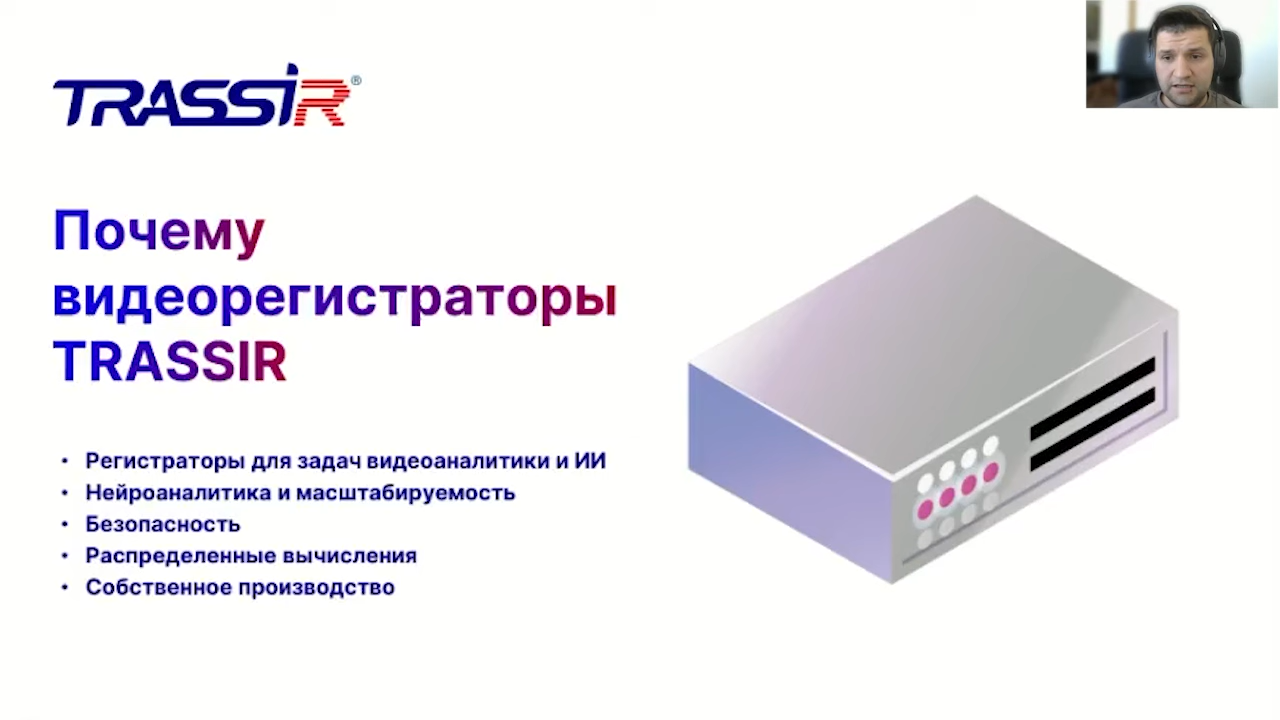 TRASSIR®
Почему
видеорегистраторы
TRASSIR
• Регистраторы для задач видеоаналитики и ИИ
• Нейроаналитика и масштабируемость
• Безопасность
• Распределенные вычисления
• Собственное производство